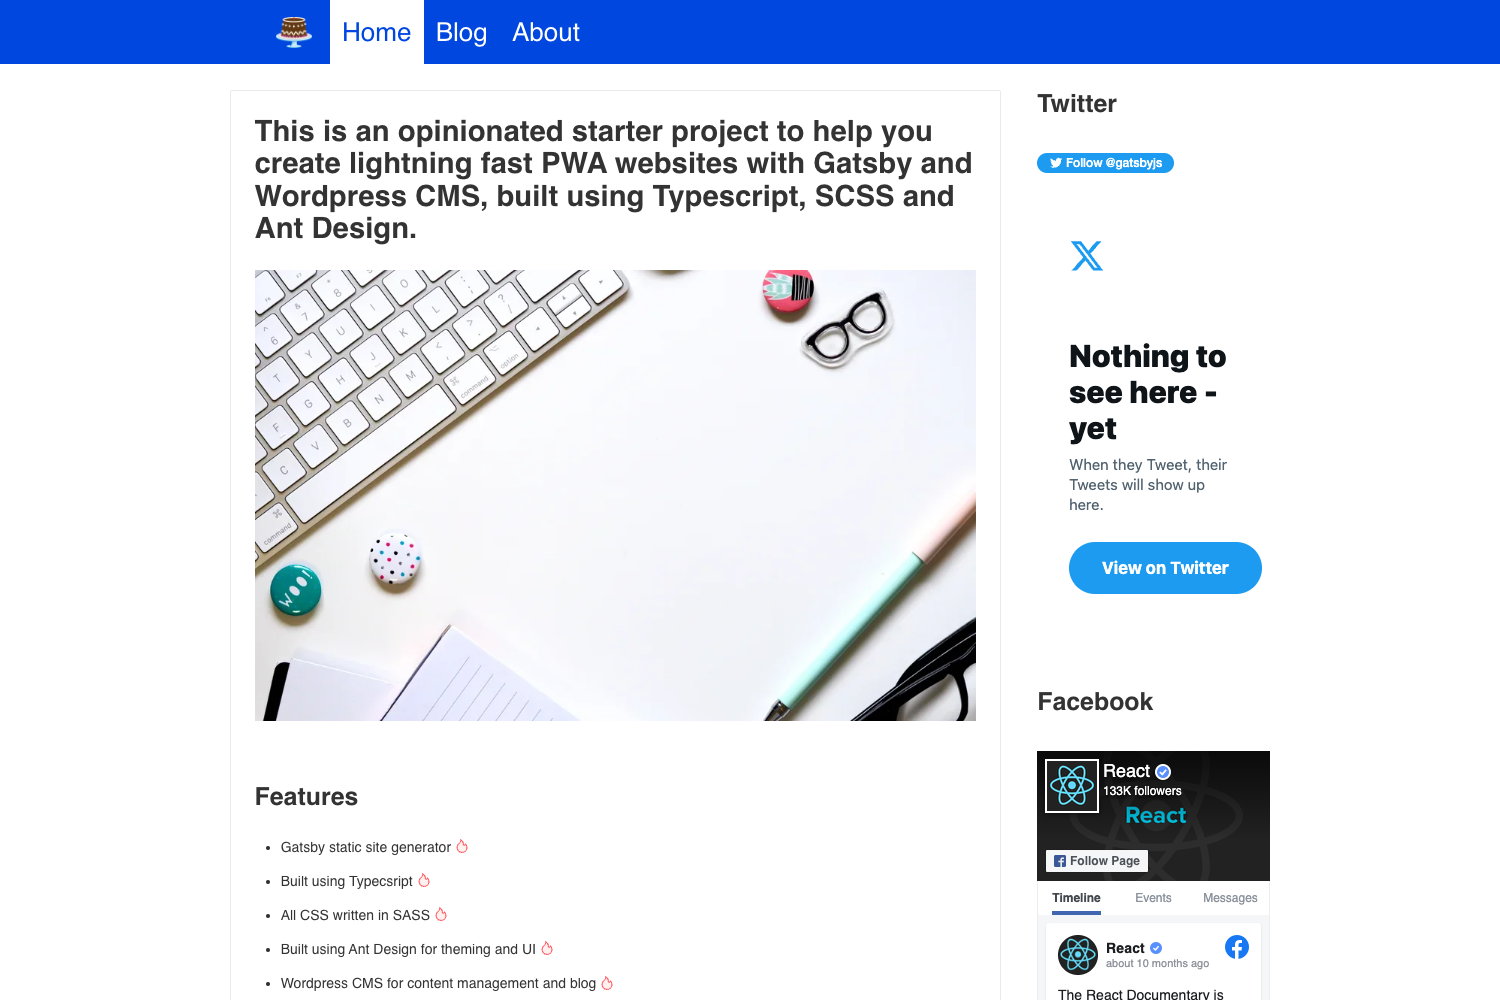 Home
Blog
About
This is an opinionated starter project to help you
create lightning fast PWA websites with Gatsby and
Wordpress CMS, built using Typescript, SCSS and
Ant Design.
WOO!
command
option
command
Features
Gatsby static site generator
Built using Typecsript
All CSS written in SASS
Built using Ant Design for theming and UI
Wordpress CMS for content management and blog
Twitter
Follow @gatsbyjs
Nothing to
see here -
yet
When they Tweet, their
Tweets will show up
here.
View on Twitter
Facebook
React
133K followers
React
Follow Page
Timeline
Events
Messages
React
about 10 months ago
The React Documentary is